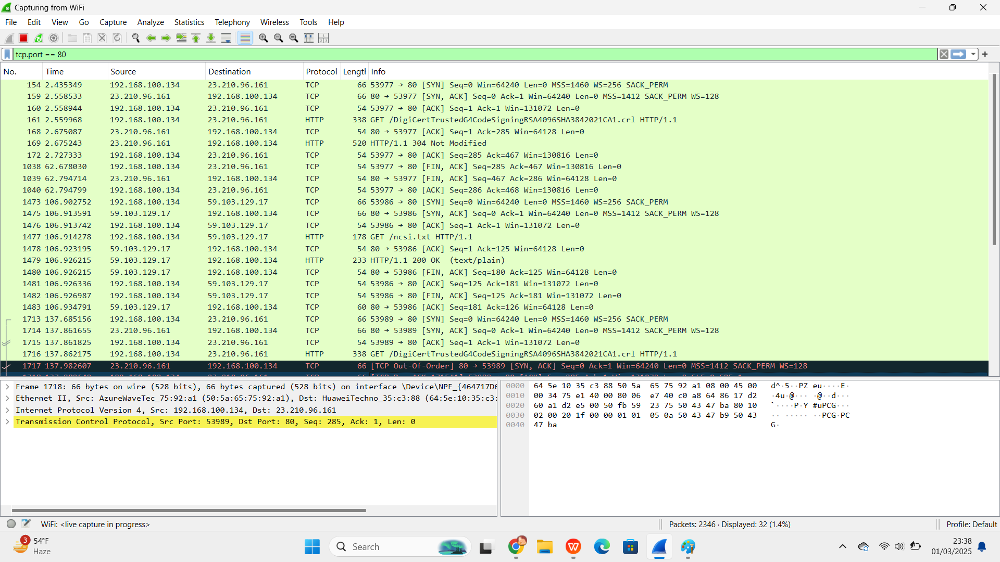 Capturing from WiFi
File Edit View Go Capture Analyze Statistics Telephony Wireless Tools Help
tcp.port == 80
No. Time Source Destination Protocol Length Info
154 2.435349 192.168.100.134 23.210.96.161 TCP 66 53977 → 80 [SYN] Seq=0 Win=64240 Len=0 MSS=1460 WS=256 SACK_PERM
159 2.558533 23.210.96.161 192.168.100.134 TCP 66 80 → 53977 [SYN, ACK] Seq=0 Ack=1 Win=64240 Len=0 MSS=1412 SACK_PERM WS=128
160 2.558944 192.168.100.134 23.210.96.161 TCP 54 53977 → 80 [ACK] Seq=1 Ack=1 Win=131072 Len=0
161 2.559968 192.168.100.134 23.210.96.161 HTTP 338 GET /DigiCertTrustedG4CodeSigningRSA4096SHA3842021CA1.crl HTTP/1.1
168 2.675087 23.210.96.161 192.168.100.134 TCP 54 80 → 53977 [ACK] Seq=1 Ack=285 Win=64128 Len=0
169 2.675243 23.210.96.161 192.168.100.134 HTTP 520 HTTP/1.1 304 Not Modified
172 2.727333 192.168.100.134 23.210.96.161 TCP 54 53977 → 80 [ACK] Seq=285 Ack=467 Win=130816 Len=0
1038 62.678030 192.168.100.134 23.210.96.161 TCP 54 53977 → 80 [FIN, ACK] Seq=285 Ack=467 Win=130816 Len=0
1039 62.794714 23.210.96.161 192.168.100.134 TCP 54 80 → 53977 [FIN, ACK] Seq=467 Ack=286 Win=64128 Len=0
1040 62.794799 192.168.100.134 23.210.96.161 TCP 54 53977 → 80 [ACK] Seq=286 Ack=468 Win=130816 Len=0
1473 106.902752 192.168.100.134 59.103.129.17 TCP 66 53986 → 80 [SYN] Seq=0 Win=64240 Len=0 MSS=1460 WS=256 SACK_PERM
1475 106.913591 59.103.129.17 192.168.100.134 TCP 66 80 → 53986 [SYN, ACK] Seq=0 Ack=1 Win=64240 Len=0 MSS=1412 SACK_PERM WS=128
1476 106.913742 192.168.100.134 59.103.129.17 TCP 54 53986 → 80 [ACK] Seq=1 Ack=1 Win=131072 Len=0
1477 106.914278 192.168.100.134 59.103.129.17 HTTP 178 GET /ncsi.txt HTTP/1.1
1478 106.923195 59.103.129.17 192.168.100.134 TCP 54 80 → 53986 [ACK] Seq=1 Ack=125 Win=64128 Len=0
1479 106.926215 59.103.129.17 192.168.100.134 HTTP 233 HTTP/1.1 200 OK (text/plain)
1480 106.926215 59.103.129.17 192.168.100.134 TCP 54 80 → 53986 [FIN, ACK] Seq=180 Ack=125 Win=64128 Len=0
1481 106.926336 192.168.100.134 59.103.129.17 TCP 54 53986 → 80 [ACK] Seq=125 Ack=181 Win=131072 Len=0
1482 106.926987 192.168.100.134 59.103.129.17 TCP 54 53986 → 80 [FIN, ACK] Seq=125 Ack=181 Win=131072 Len=0
1483 106.934791 59.103.129.17 192.168.100.134 TCP 60 80 → 53986 [ACK] Seq=181 Ack=126 Win=64128 Len=0
1713 137.685156 192.168.100.134 23.210.96.161 TCP 66 53989 → 80 [SYN] Seq=0 Win=64240 Len=0 MSS=1460 WS=256 SACK_PERM
1714 137.861655 23.210.96.161 192.168.100.134 TCP 66 80 → 53989 [SYN, ACK] Seq=0 Ack=1 Win=64240 Len=0 MSS=1412 SACK_PERM WS=128
1715 137.861825 192.168.100.134 23.210.96.161 TCP 54 53989 → 80 [ACK] Seq=1 Ack=1 Win=131072 Len=0
1716 137.862175 192.168.100.134 23.210.96.161 HTTP 338 GET /DigiCertTrustedG4CodeSigningRSA4096SHA3842021CA1.crl HTTP/1.1
1717 137.982607 23.210.96.161 192.168.100.134 TCP 66 [TCP Out-Of-Order] 80 → 53989 [SYN, ACK] Seq=0 Ack=1 Win=64240 Len=0 MSS=1412 SACK_PERM WS=128
Frame 1718: 66 bytes on wire (528 bits), 66 bytes captured (528 bits) on interface \Device\NPF_{464717D6
Ethernet II, Src: AzureWaveTec_75:92:a1 (50:5a:65:75:92:a1), Dst: HuaweiTechno_35:c3:88 (64:5e:10:35:c3:
Internet Protocol Version 4, Src: 192.168.100.134, Dst: 23.210.96.161
Transmission Control Protocol, Src Port: 53989, Dst Port: 80, Seq: 285, Ack: 1, Len: 0
0000 64 5e 10 35 c3 88 50 5a 65 75 92 a1 08 00 45 00 d^·5··PZ eu····E·
0010 00 34 75 e1 40 00 80 06 e7 40 c0 a8 64 86 17 d2 ·4u·@··· ·@··d···
0020 60 a1 d2 e5 00 50 fb 59 23 75 50 43 47 ba 80 10 `····P·Y #uPCG···
0030 02 00 20 1f 00 00 01 01 05 0a 50 43 47 b9 50 43 ·· ····· ··PCG·PC
0040 47 ba G·
WiFi: <live capture in progress>
Packets: 2346 · Displayed: 32 (1.4%)
Profile: Default
3
54°F
Haze
Search
23:38
01/03/2025